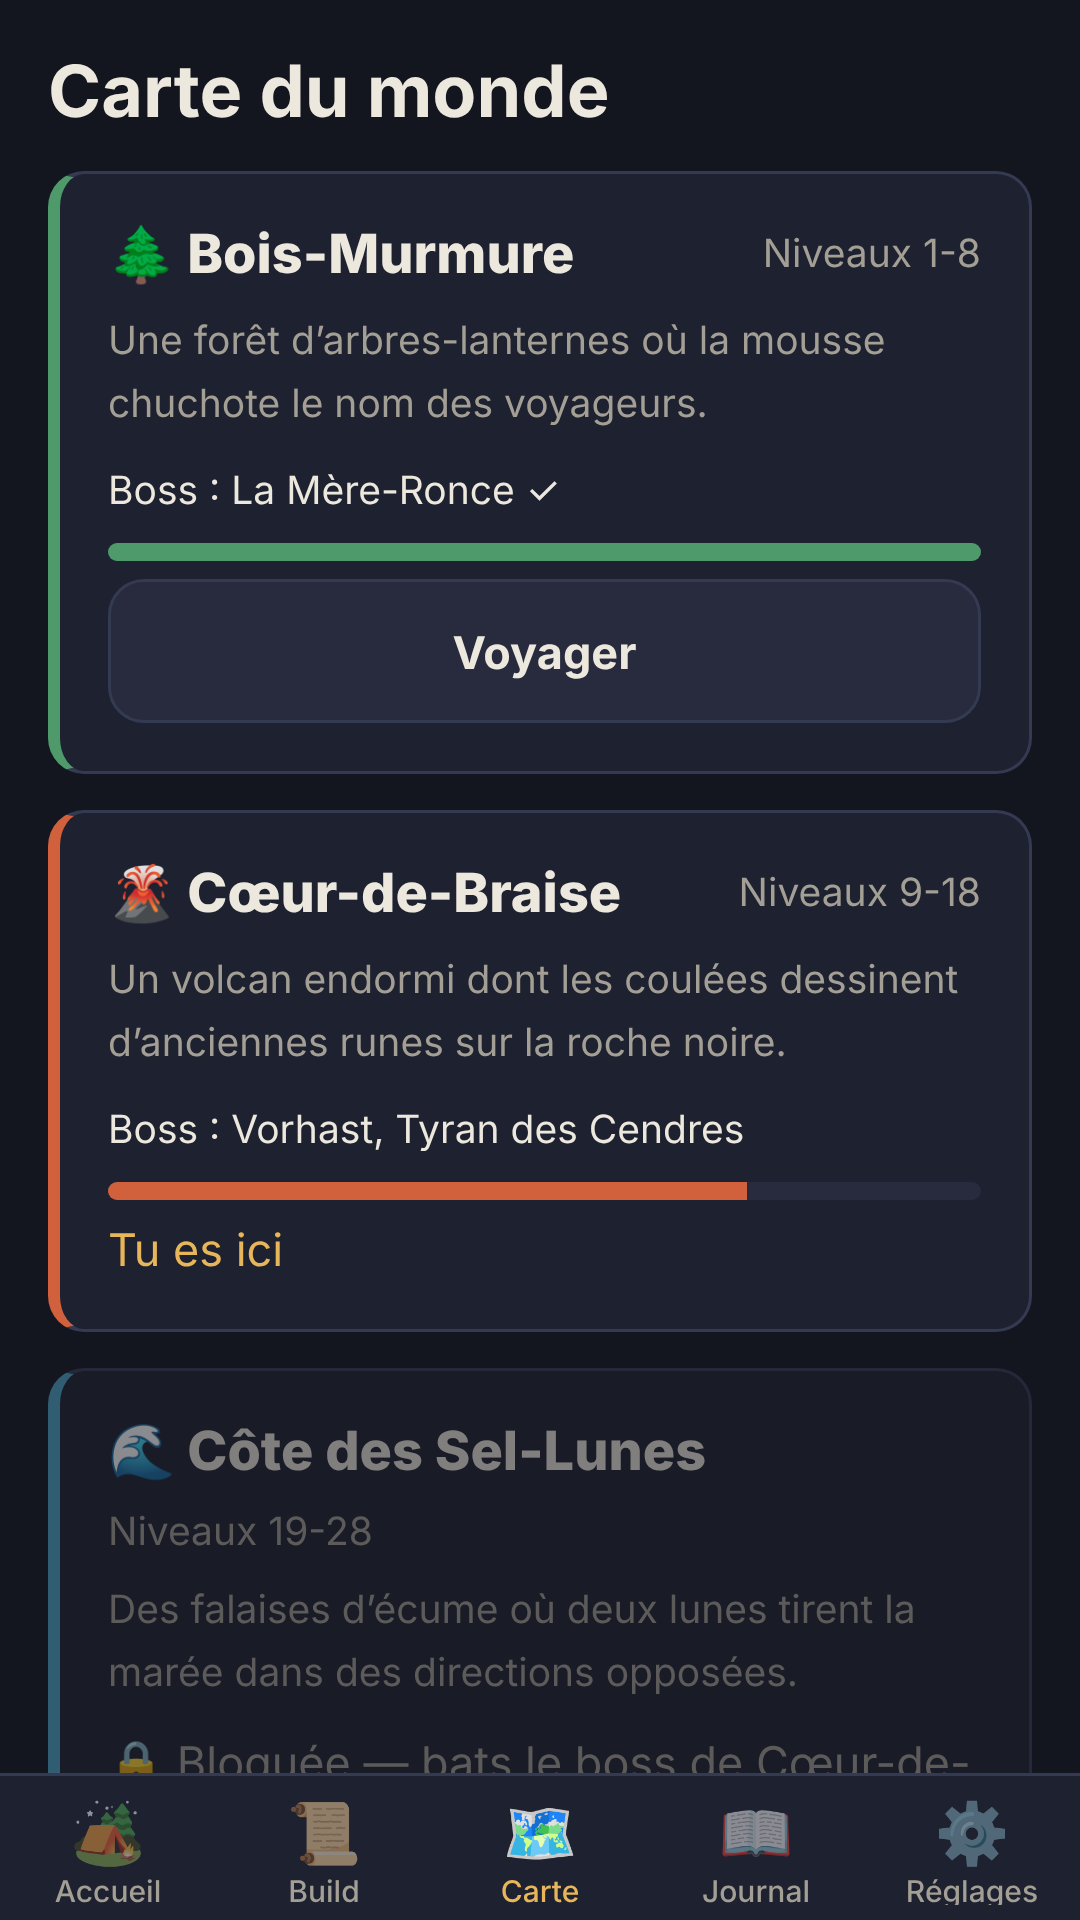 Carte du monde
Bois-Murmure
Niveaux 1-8
Une forêt d’arbres-lanternes où la mousse
chuchote le nom des voyageurs.
Boss : La Mère-Ronce ✓
Voyager
Cœur-de-Braise
Niveaux 9-18
Un volcan endormi dont les coulées dessinent
d’anciennes runes sur la roche noire.
Boss : Vorhast, Tyran des Cendres
Tu es ici
Côte des Sel-Lunes
Niveaux 19-28
Des falaises d’écume où deux lunes tirent la
marée dans des directions opposées.
Bloquée — bats le boss de Cœur-de-
Accueil
Build
Carte
Journal
Réglages